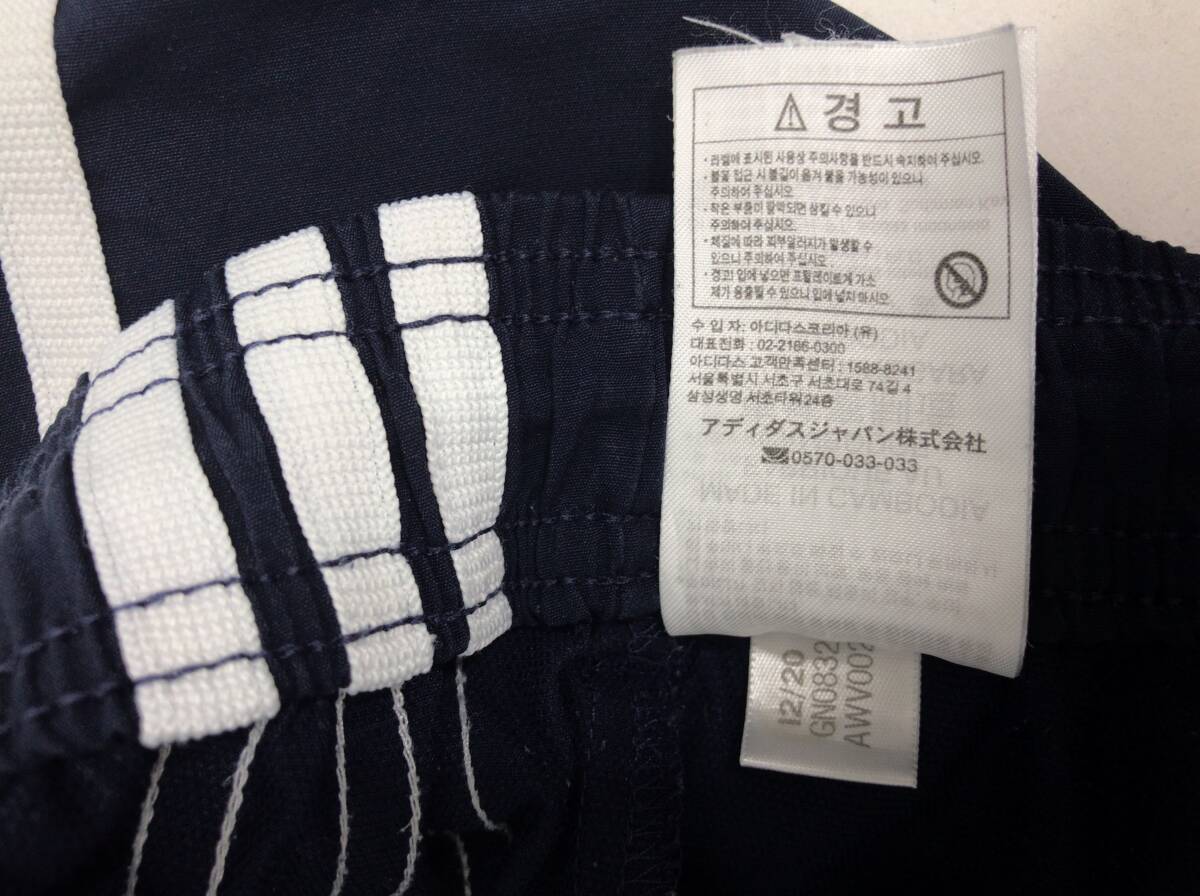 경 고
• 라벨에 표시된 사용상 주의사항을 반드시 숙지하여 주십시오.
• 불꽃 접근 시 불길이 옮겨 붙을 가능성이 있으니
주의하여 주십시오
• 작은 부품이 탈락되면 삼킬 수 있으니
주의하여 주십시오.
• 체질에 따라 피부알러지가 발생할 수
있으니 주의하여 주십시오.
• 경고! 입에 넣으면 프탈레이트계 가소
제가 용출될 수 있으니 입에 넣지 마시오.
수 입 자: 아디다스코리아 (유)
대표전화 : 02-2186-0300
아디다스 고객만족센터 : 1588-8241
서울특별시 서초구 서초대로 74길 4
삼성생명 서초타워 24층
アディダスジャパン株式会社
0570-033-033
MADE IN CAMBODIA
12/20
GN0832
AWV002